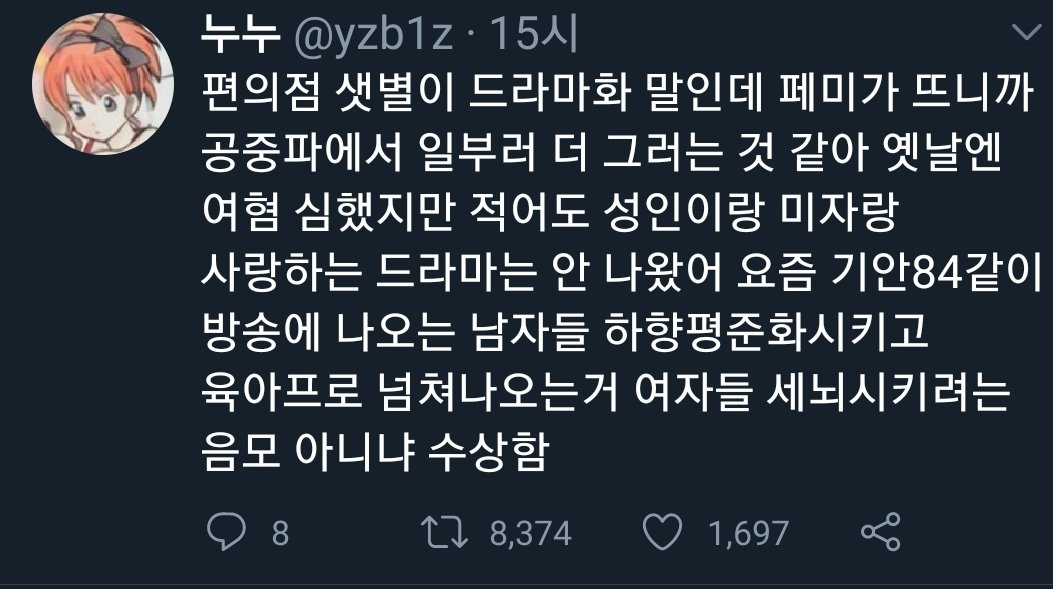 누누 @yzb1z · 15시
편의점 샛별이 드라마화 말인데 페미가 뜨니까
공중파에서 일부러 더 그러는 것 같아 옛날엔
여혐 심했지만 적어도 성인이랑 미자랑
사랑하는 드라마는 안 나왔어 요즘 기안84같이
방송에 나오는 남자들 하향평준화시키고
육아프로 넘쳐나오는거 여자들 세뇌시키려는
음모 아니냐 수상함
8 8,374 1,697